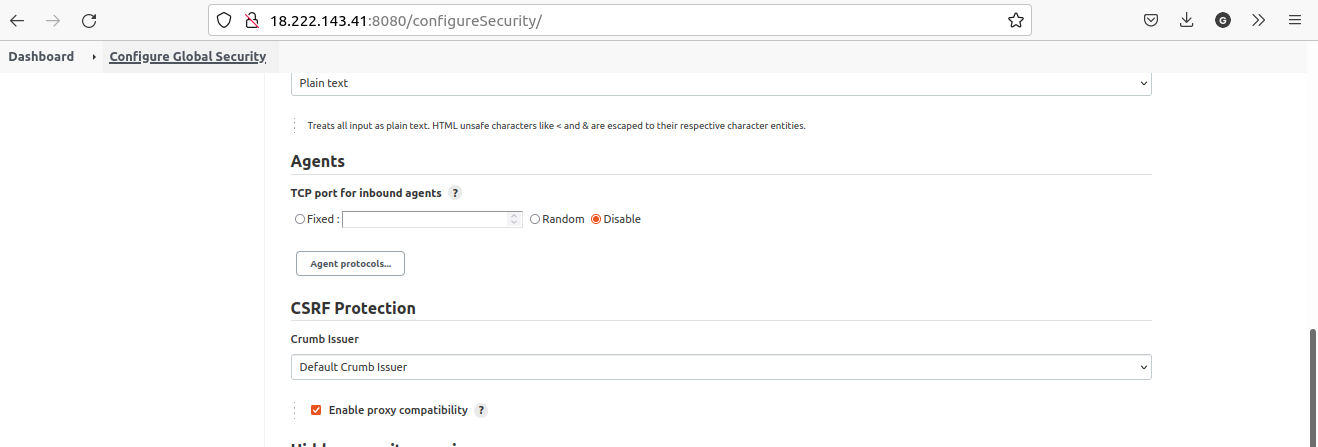 18.222.143.41:8080/configureSecurity/
G
Dashboard
Configure Global Security
Plain text
Treats all input as plain text. HTML unsafe characters like < and & are escaped to their respective character entities.
Agents
TCP port for inbound agents ?
Fixed : Random Disable
Agent protocols...
CSRF Protection
Crumb Issuer
Default Crumb Issuer
Enable proxy compatibility ?